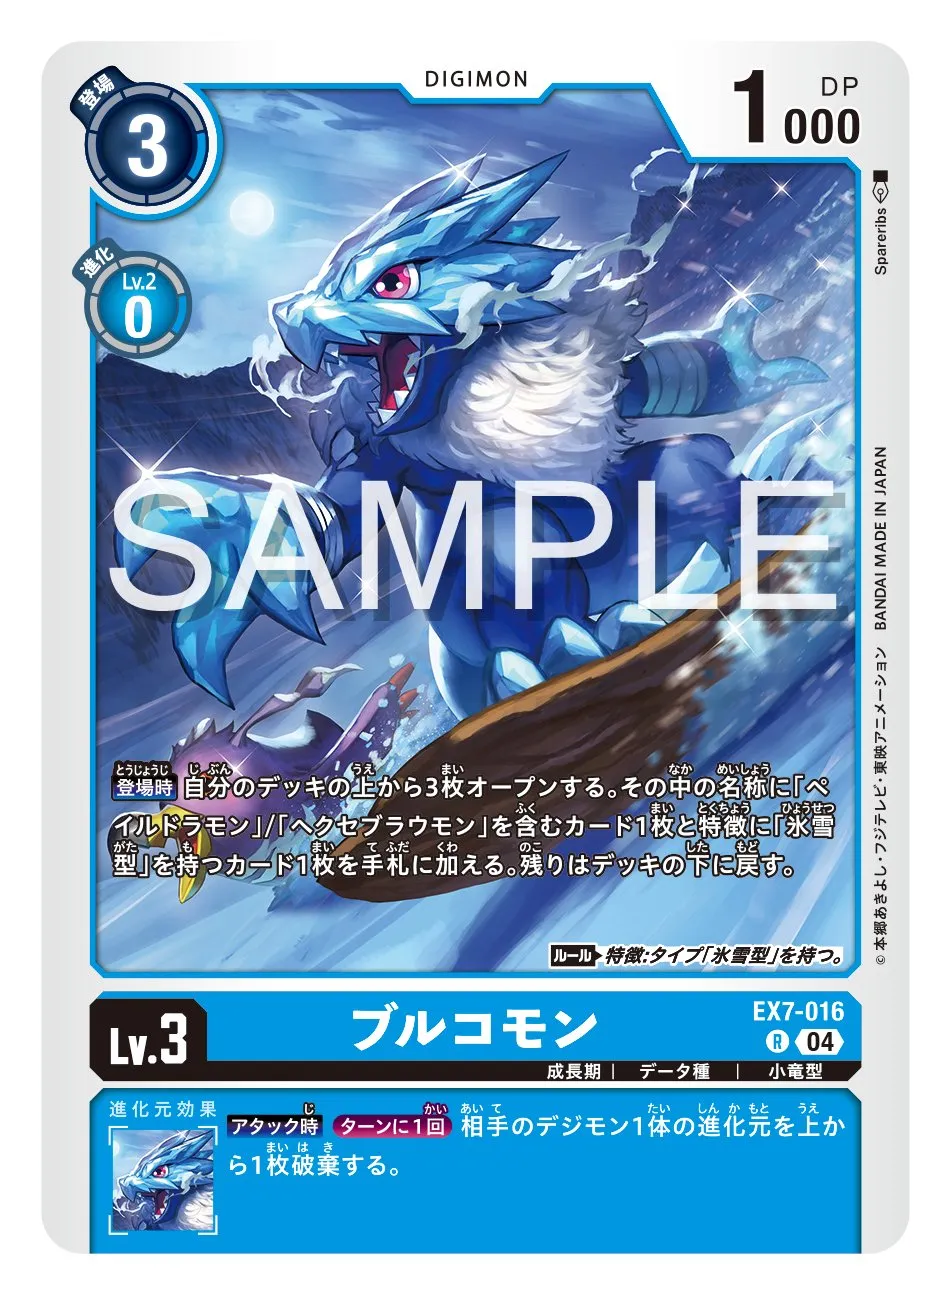 DIGIMON
登場
3
1000
DP
進化
Lv.2
0
Spareribs
SAMPLE
©本郷あきよし・フジテレビ・東映アニメーション BANDAI MADE IN JAPAN
登場時 自分のデッキの上から3枚オープンする。その中の名称に「ペ
イルドラモン」/「ヘクセブラウモン」を含むカード1枚と特徴に「氷雪
型」を持つカード1枚を手札に加える。残りはデッキの下に戻す。
ルール 特徴:タイプ「氷雪型」を持つ。
Lv.3
ブルコモン
EX7-016
R 04
成長期 | データ種 | 小竜型
進化元効果
アタック時 ターンに1回 相手のデジモン1体の進化元を上か
ら1枚破棄する。